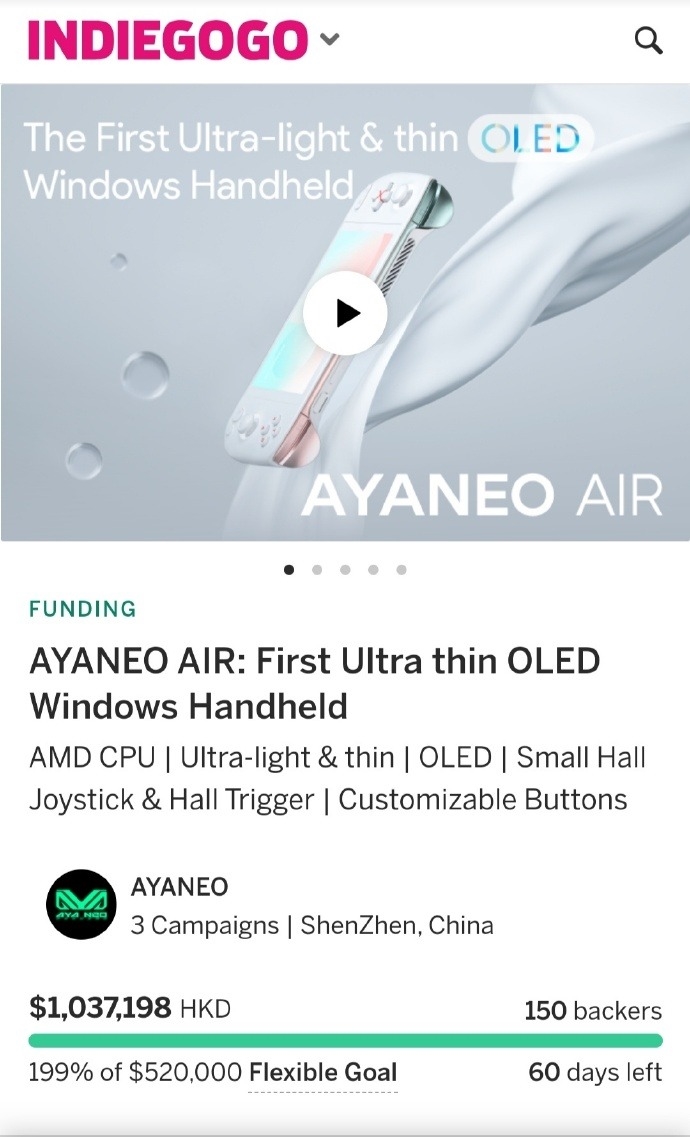 INDIEGOGO
The First Ultra-light & thin OLED
Windows Handheld
AYANEO AIR
FUNDING
AYANEO AIR: First Ultra thin OLED
Windows Handheld
AMD CPU | Ultra-light & thin | OLED | Small Hall
Joystick & Hall Trigger | Customizable Buttons
AYA NEO
AYANEO
3 Campaigns | ShenZhen, China
$1,037,198 HKD 150 backers
199% of $520,000 Flexible Goal 60 days left